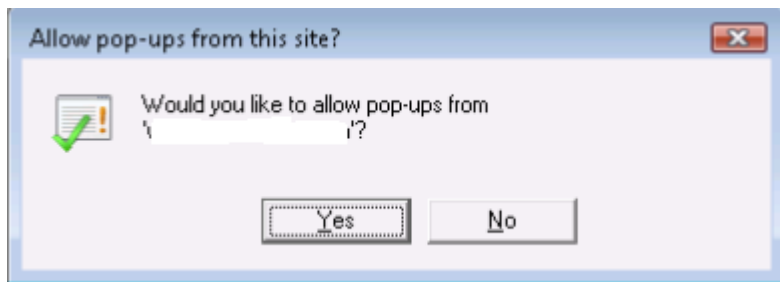 Allow pop-ups from this site?
Would you like to allow pop-ups from
'?
Yes
No